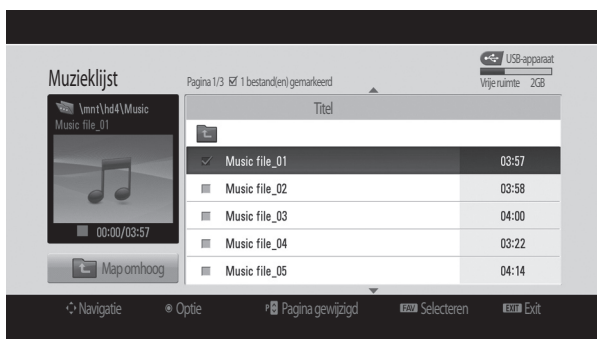 USB-apparaat
Muzieklijst
Pagina 1/3 ☑ 1 bestand(en) gemarkeerd
Vrije ruimte 2GB
\mnt\hd4\Music
Music file_01
00:00/03:57
Map omhoog
Titel
Music file_01 03:57
Music file_02 03:58
Music file_03 04:00
Music file_04 03:22
Music file_05 04:14
Navigatie Optie P Pagina gewijzigd FAV Selecteren EXIT Exit